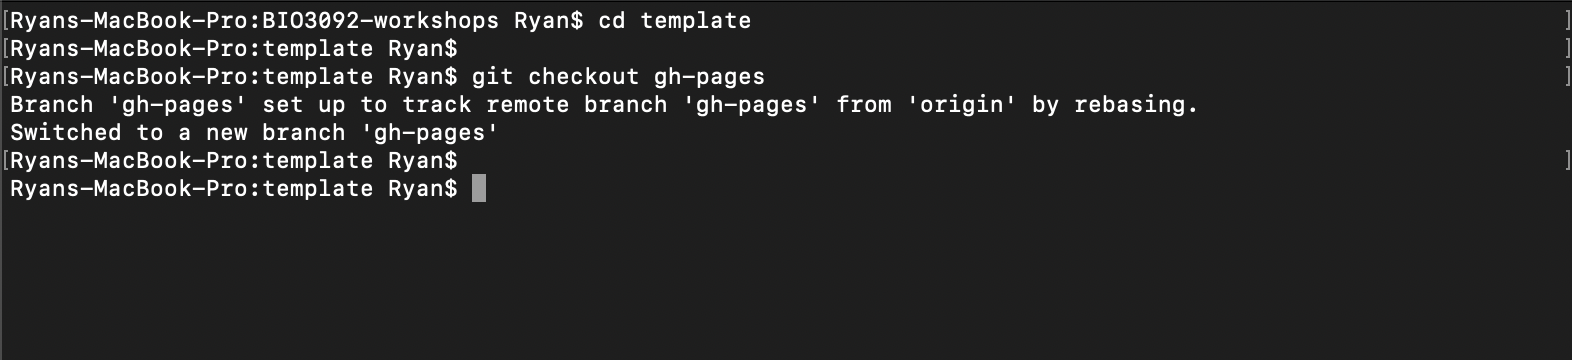 [Ryans-MacBook-Pro:BIO3092-workshops Ryan$ cd template ]
[Ryans-MacBook-Pro:template Ryan$ ]
[Ryans-MacBook-Pro:template Ryan$ git checkout gh-pages ]
Branch 'gh-pages' set up to track remote branch 'gh-pages' from 'origin' by rebasing.
Switched to a new branch 'gh-pages'
[Ryans-MacBook-Pro:template Ryan$ ]
Ryans-MacBook-Pro:template Ryan$